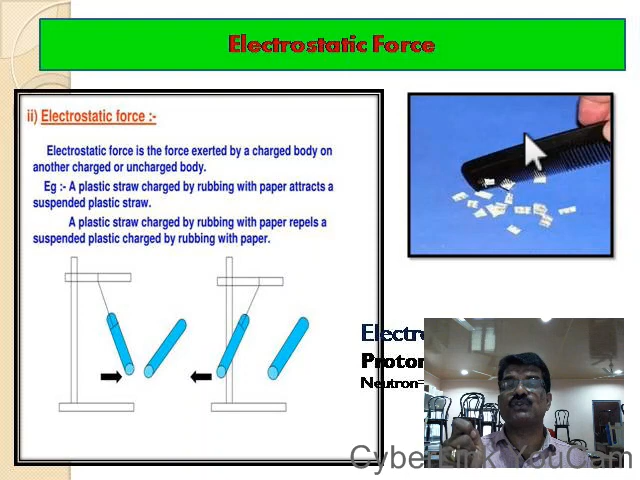 Electrostatic Force
ii) Electrostatic force :-
Electrostatic force is the force exerted by a charged body on
another charged or uncharged body.
Eg :- A plastic straw charged by rubbing with paper attracts a
suspended plastic straw.
A plastic straw charged by rubbing with paper repels a
suspended plastic charged by rubbing with paper.
Electro
Proton
Neutron=
CyberLink YouCam